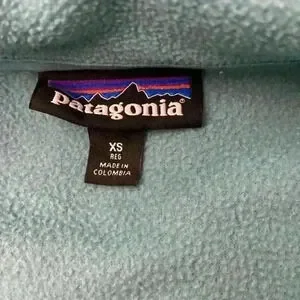 patagonia®
XS
REG
MADE IN
COLOMBIA